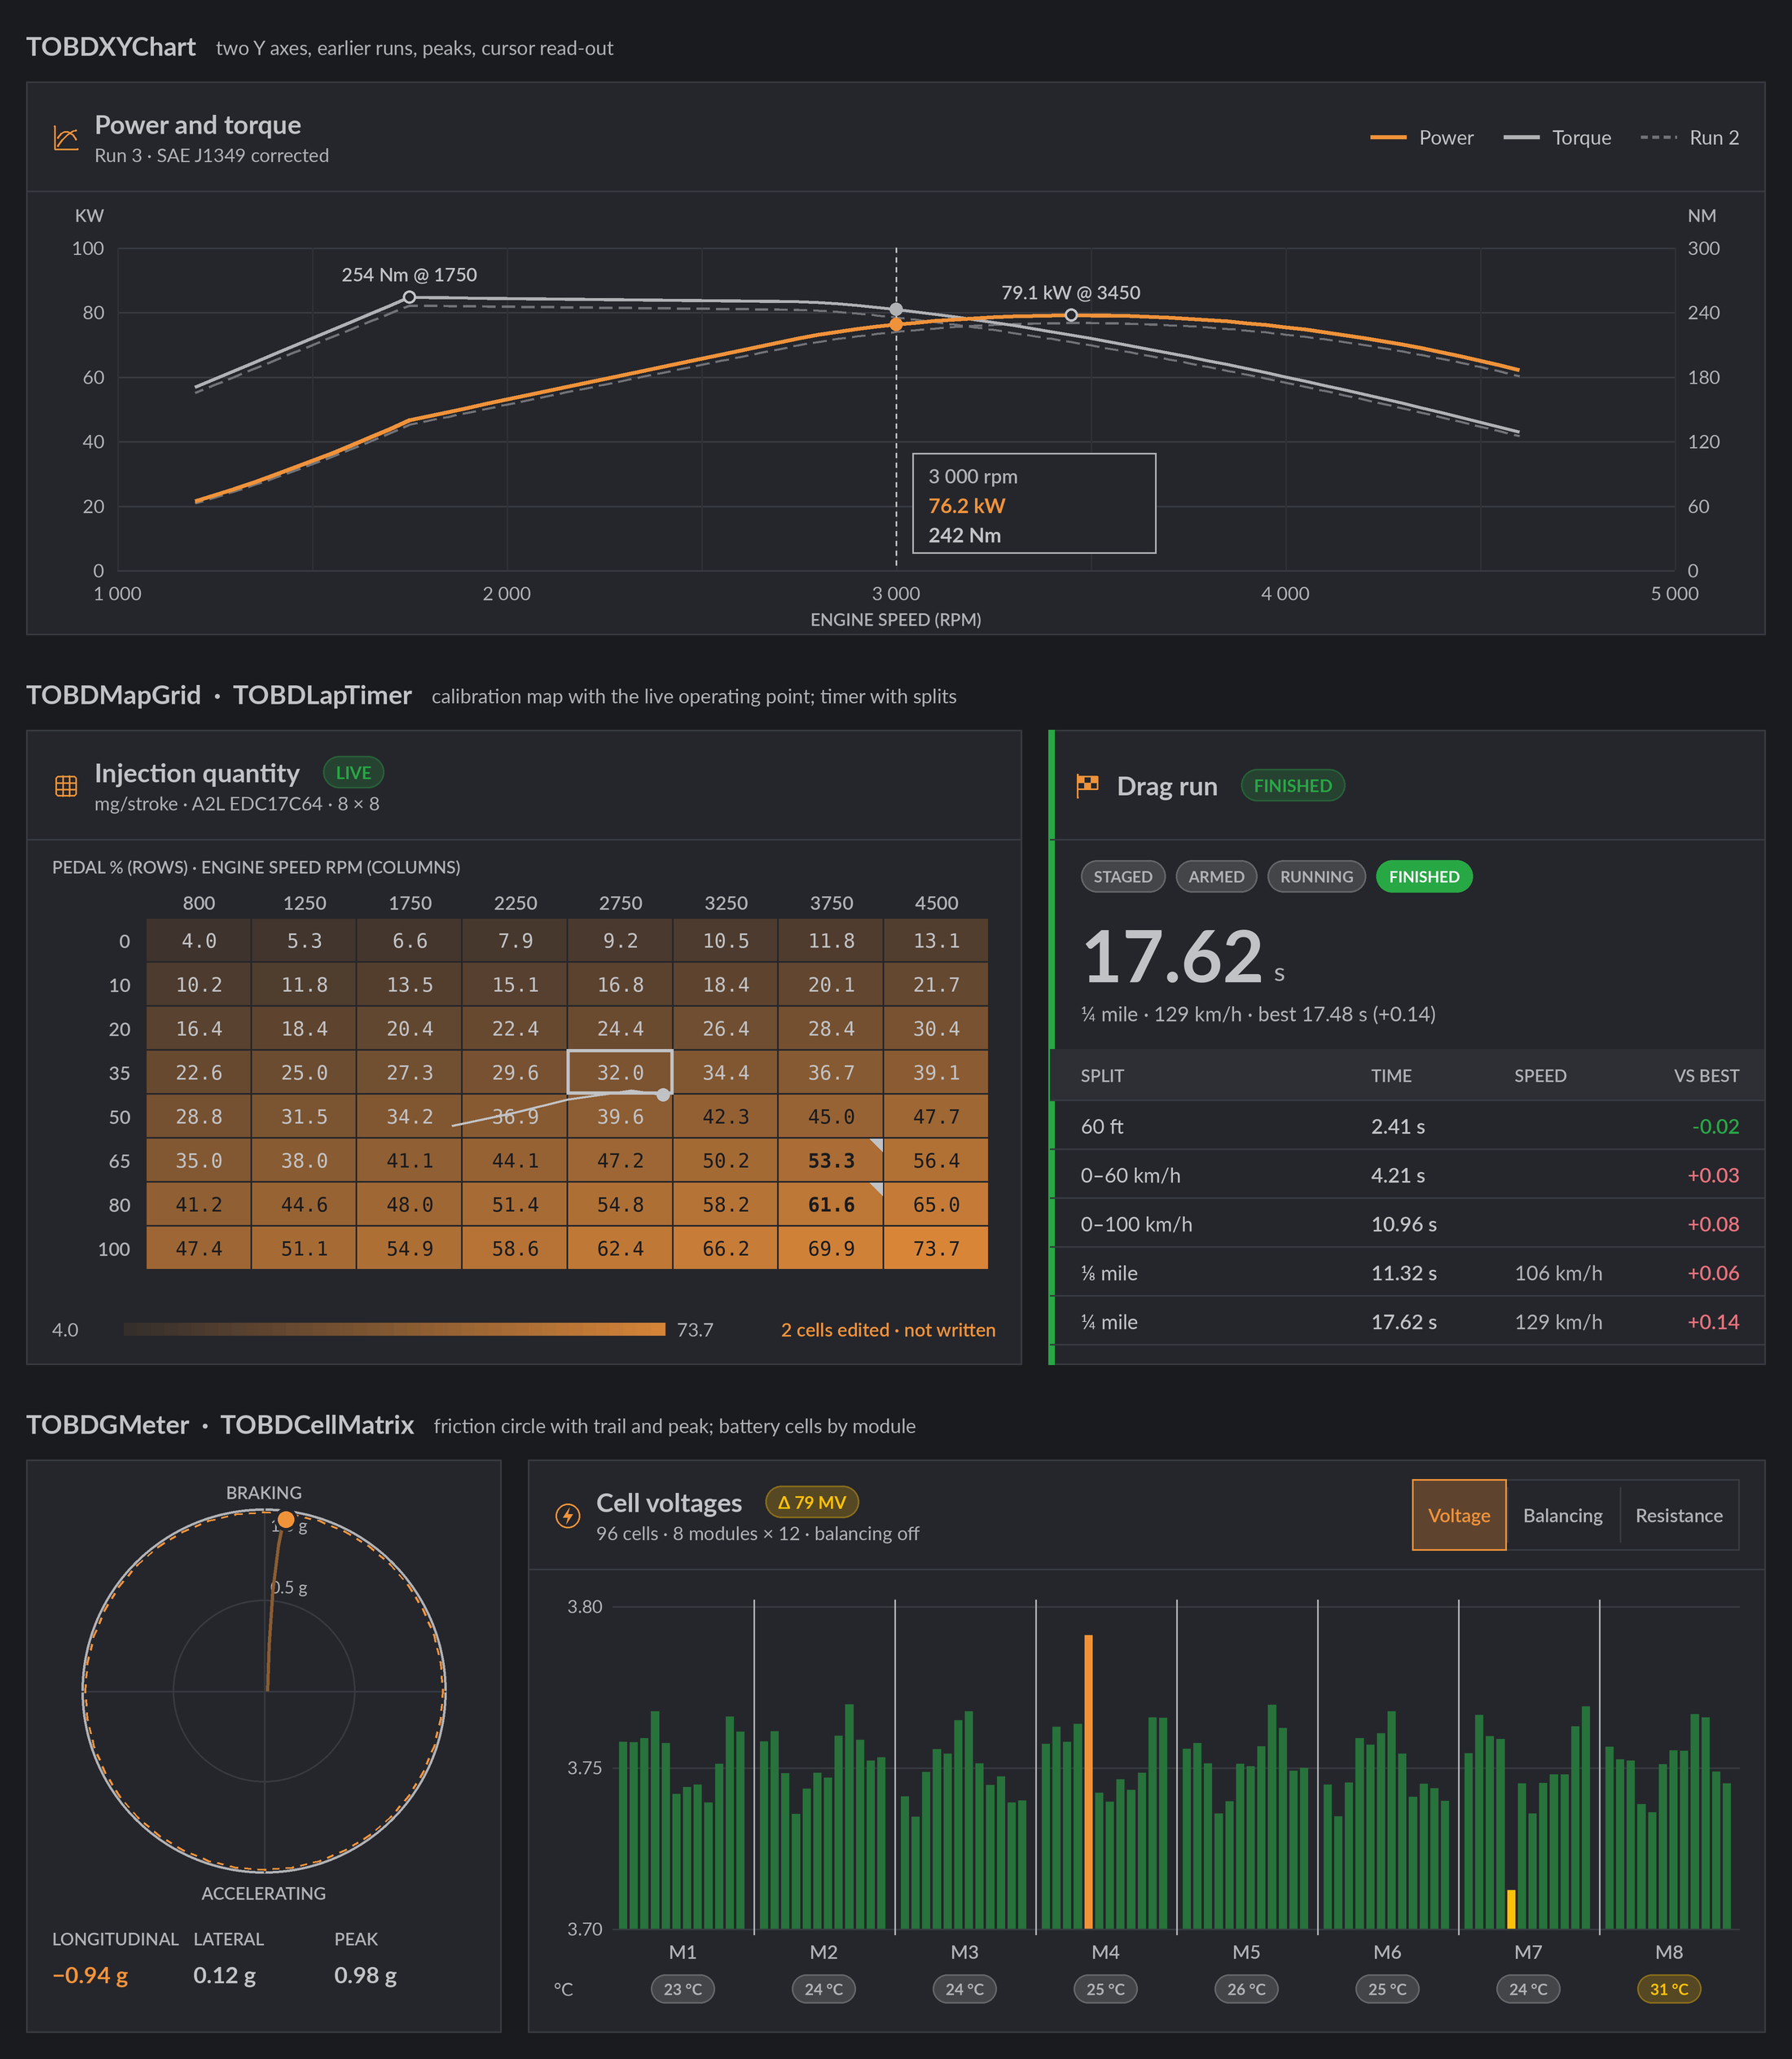 TOBDXYChart two Y axes, earlier runs, peaks, cursor read-out
Power and torque
Run 3 · SAE J1349 corrected
Power Torque Run 2
KW NM
100 300
254 Nm @ 1750
79.1 kW @ 3450
80 240
60 180
40 120
3 000 rpm
76.2 kW
242 Nm
20 60
0 0
1 000 2 000 3 000 4 000 5 000
ENGINE SPEED (RPM)
TOBDMapGrid · TOBDLapTimer calibration map with the live operating point; timer with splits
Injection quantity LIVE
mg/stroke · A2L EDC17C64 · 8 × 8
PEDAL % (ROWS) · ENGINE SPEED RPM (COLUMNS)
800 1250 1750 2250 2750 3250 3750 4500
0 4.0 5.3 6.6 7.9 9.2 10.5 11.8 13.1
10 10.2 11.8 13.5 15.1 16.8 18.4 20.1 21.7
20 16.4 18.4 20.4 22.4 24.4 26.4 28.4 30.4
35 22.6 25.0 27.3 29.6 32.0 34.4 36.7 39.1
50 28.8 31.5 34.2 36.9 39.6 42.3 45.0 47.7
65 35.0 38.0 41.1 44.1 47.2 50.2 53.3 56.4
80 41.2 44.6 48.0 51.4 54.8 58.2 61.6 65.0
100 47.4 51.1 54.9 58.6 62.4 66.2 69.9 73.7
4.0 73.7 2 cells edited · not written
Drag run FINISHED
STAGED ARMED RUNNING FINISHED
17.62 s
¼ mile · 129 km/h · best 17.48 s (+0.14)
SPLIT TIME SPEED VS BEST
60 ft 2.41 s -0.02
0–60 km/h 4.21 s +0.03
0–100 km/h 10.96 s +0.08
⅛ mile 11.32 s 106 km/h +0.06
¼ mile 17.62 s 129 km/h +0.14
TOBDGMeter · TOBDCellMatrix friction circle with trail and peak; battery cells by module
BRAKING
0.5 g
ACCELERATING
LONGITUDINAL LATERAL PEAK
−0.94 g 0.12 g 0.98 g
Cell voltages Δ 79 MV
96 cells · 8 modules × 12 · balancing off
Voltage Balancing Resistance
3.80
3.75
3.70
M1 M2 M3 M4 M5 M6 M7 M8
°C 23 °C 24 °C 24 °C 25 °C 26 °C 25 °C 24 °C 31 °C